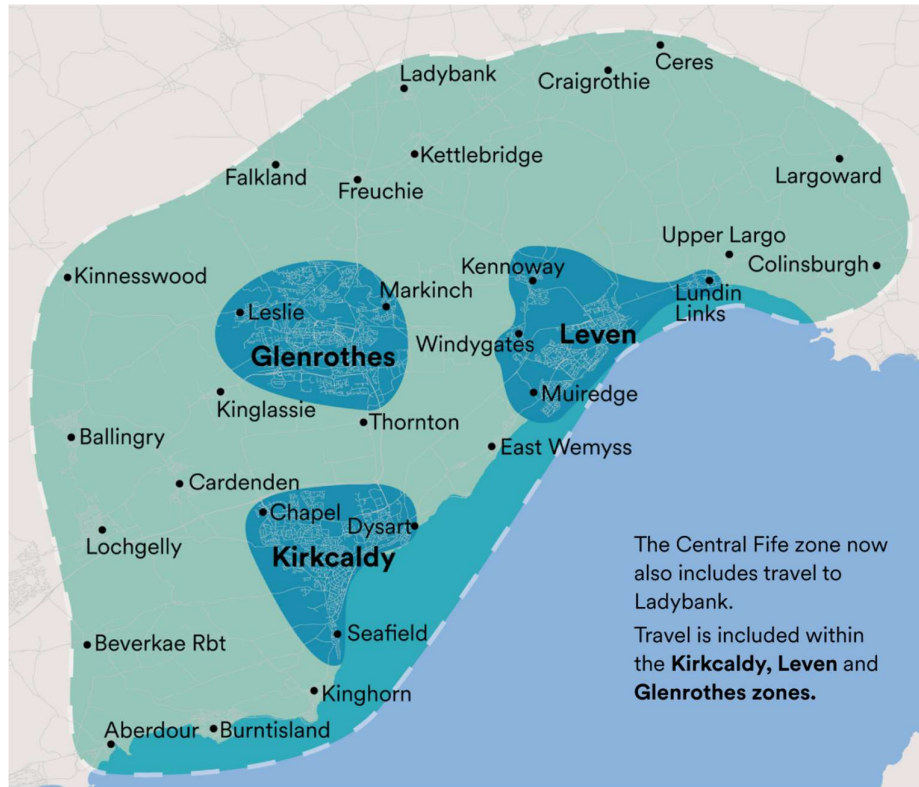 Ceres
Craigrothie
Ladybank
Kettlebridge
Falkland
Freuchie
Largoward
Upper Largo
Colinsburgh
Kinnesswood
Kennoway
Markinch
Lundin
Links
Leslie
Windygates
Leven
Glenrothes
Muiredge
Kinglassie
Thornton
Ballingry
East Wemyss
Cardenden
Chapel
Dysart
Lochgelly
Kirkcaldy
The Central Fife zone now
also includes travel to
Ladybank.
Travel is included within
the Kirkcaldy, Leven and
Glenrothes zones.
Seafield
Beverkae Rbt
Kinghorn
Aberdour
Burntisland